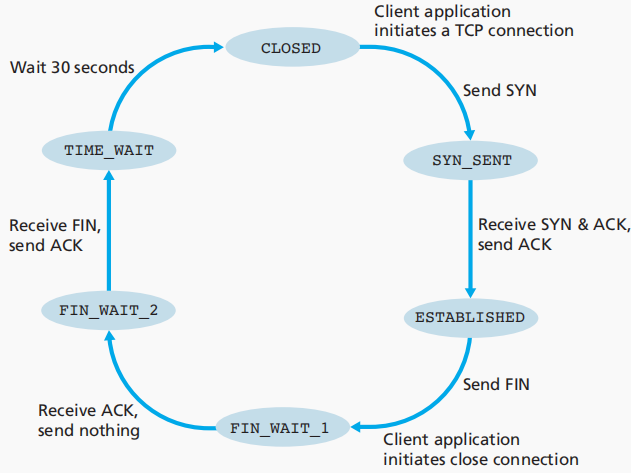 Client application
initiates a TCP connection
CLOSED
Wait 30 seconds
Send SYN
TIME_WAIT
SYN_SENT
Receive FIN,
send ACK
Receive SYN & ACK,
send ACK
FIN_WAIT_2
ESTABLISHED
Send FIN
Receive ACK,
send nothing
FIN_WAIT_1
Client application
initiates close connection